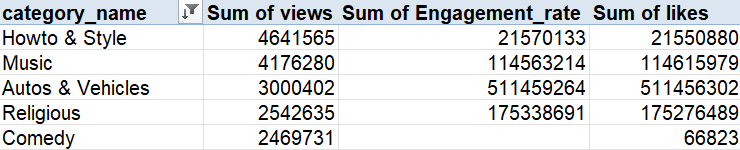 category_name Sum of views Sum of Engagement_rate Sum of likes
Howto & Style 4641565 21570133 21550880
Music 4176280 114563214 114615979
Autos & Vehicles 3000402 511459264 511456302
Religious 2542635 175338691 175276489
Comedy 2469731 66823